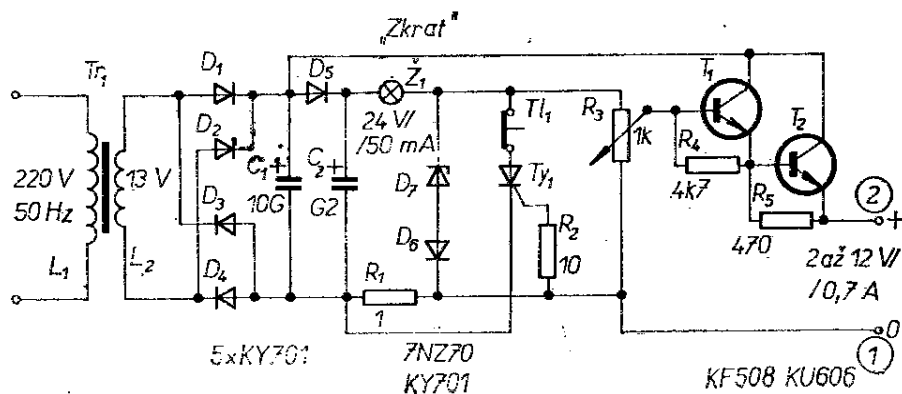 „Zkrat"
Tr₁
D₁
D₅
Ž₁
T₁
D₂
24 V/
/50 mA
Tl₁
R₃
1k
T₂
C₁
+
C₂
+
R₄
220 V
50 Hz
13 V
10G
G2
D₇
Ty₁
4k7
D₃
R₅
2
+
L₁
L₂
D₄
D₆
R₂
10
470
2 až 12 V/
/0,7 A
R₁
1
0
1
5xKY701
7NZ70
KY701
KF508 KU606